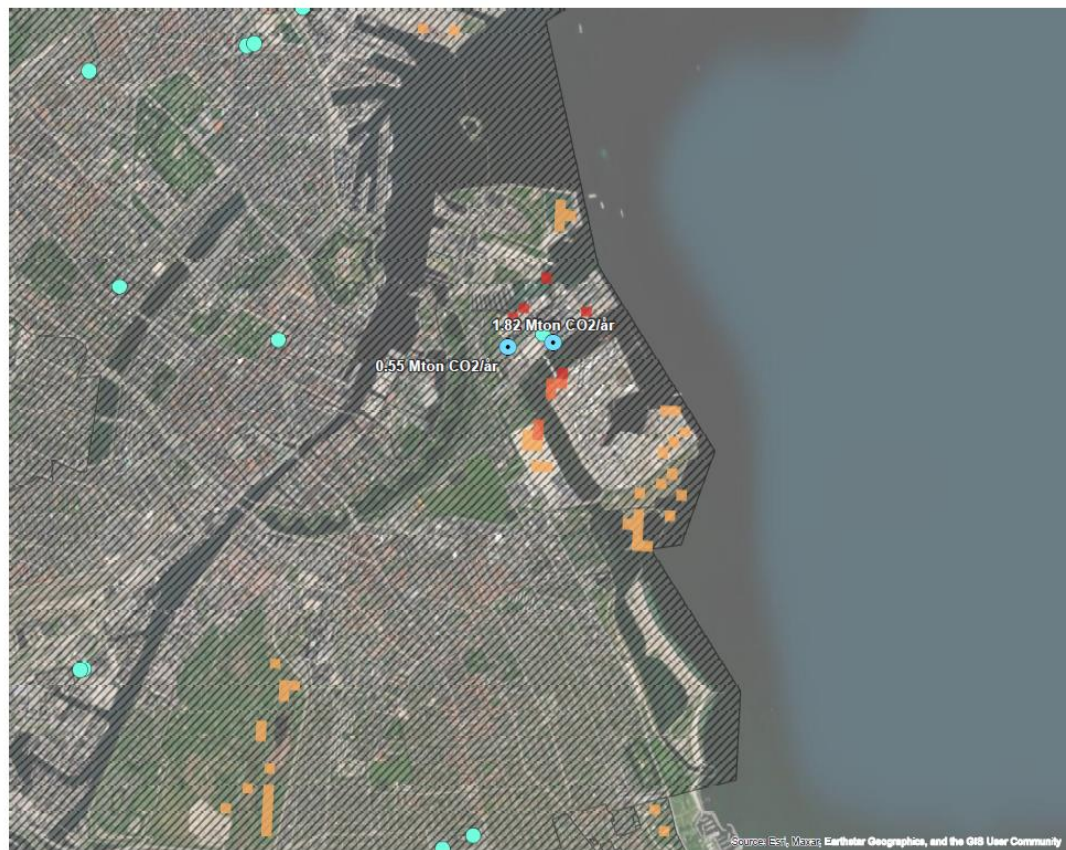 1.82 Mton CO2/år
0.55 Mton CO2/år
Source: Esri, Maxar, Earthstar Geographics, and the GIS User Community